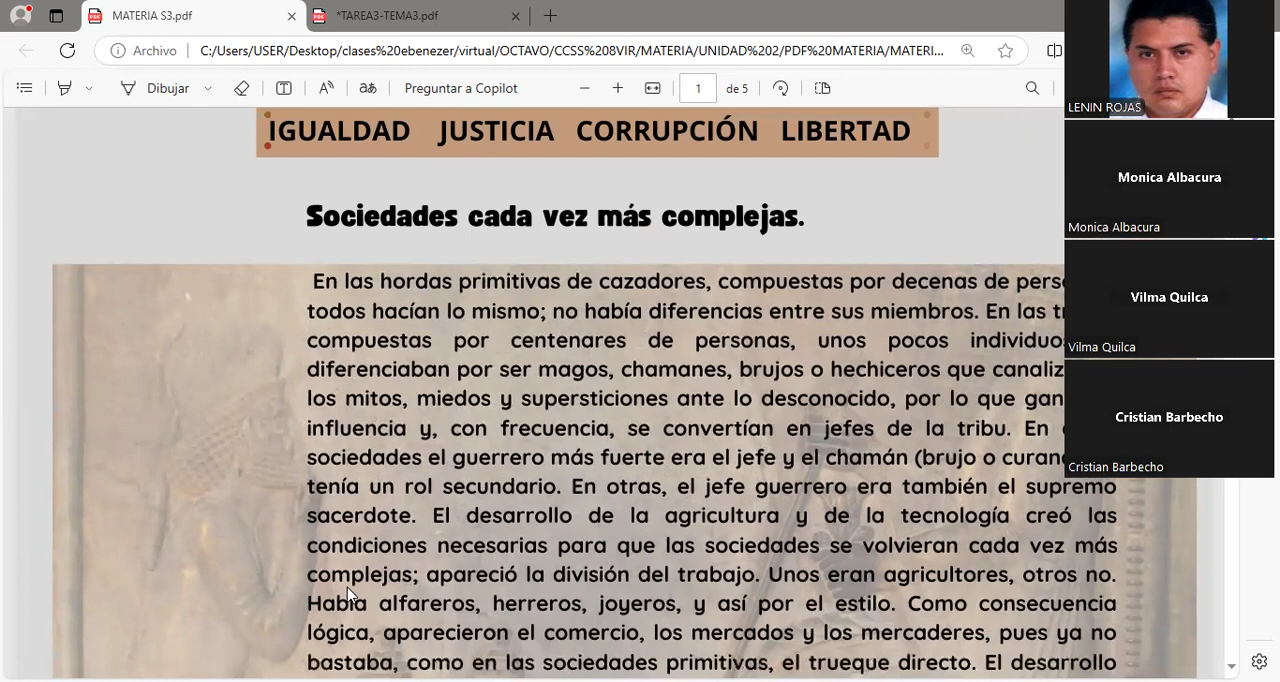 MATERIA S3.pdf
*TAREA3-TEMA3.pdf
Archivo
C:/Users/USER/Desktop/clases%20ebenezer/virtual/OCTAVO/CCSS%208VIR/MATERIA/UNIDAD%202/PDF%20MATERIA/MATERI...
Dibujar
Preguntar a Copilot
1 de 5
IGUALDAD JUSTICIA CORRUPCIÓN LIBERTAD
Sociedades cada vez más complejas.
En las hordas primitivas de cazadores, compuestas por decenas de
todos hacían lo mismo; no había diferencias entre sus miembros. En las
compuestas por centenares de personas, unos pocos
diferenciaban por ser magos, chamanes, brujos o hechiceros que
los mitos, miedos y supersticiones ante lo desconocido, por lo que
influencia y, con frecuencia, se convertían en jefes de la tribu. En
sociedades el guerrero más fuerte era el jefe y el chamán (brujo o
tenía un rol secundario. En otras, el jefe guerrero era también el supremo
sacerdote. El desarrollo de la agricultura y de la tecnología creó las
condiciones necesarias para que las sociedades se volvieran cada vez más
complejas; apareció la división del trabajo. Unos eran agricultores, otros no.
Había alfareros, herreros, joyeros, y así por el estilo. Como consecuencia
lógica, aparecieron el comercio, los mercados y los mercaderes, pues ya no
bastaba, como en las sociedades primitivas, el trueque directo. El desarrollo
LENIN ROJAS
Monica Albacura
Monica Albacura
Vilma Quilca
Vilma Quilca
Cristian Barbecho
Cristian Barbecho